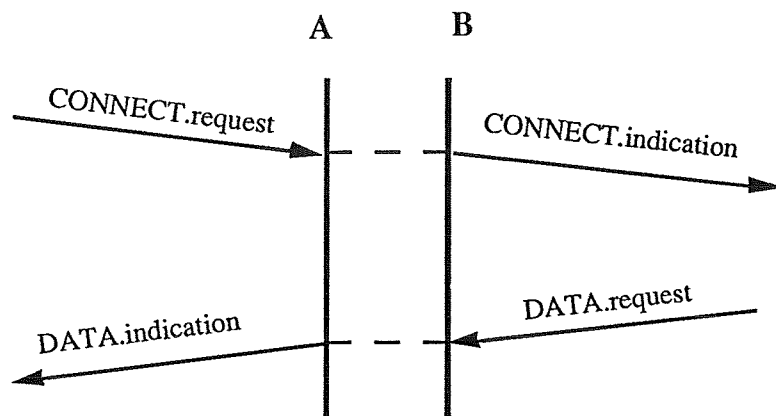 A
B
CONNECT.request
CONNECT.indication
DATA.indication
DATA.request